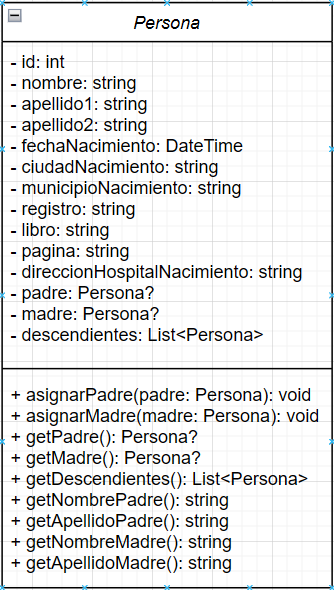 Persona
- id: int
- nombre: string
- apellido1: string
- apellido2: string
- fechaNacimiento: DateTime
- ciudadNacimiento: string
- municipioNacimiento: string
- registro: string
- libro: string
- pagina: string
- direccionHospitalNacimiento: string
- padre: Persona?
- madre: Persona?
- descendientes: List<Persona>
+ asignarPadre(padre: Persona): void
+ asignarMadre(madre: Persona): void
+ getPadre(): Persona?
+ getMadre(): Persona?
+ getDescendientes(): List<Persona>
+ getNombrePadre(): string
+ getApellidoPadre(): string
+ getNombreMadre(): string
+ getApellidoMadre(): string